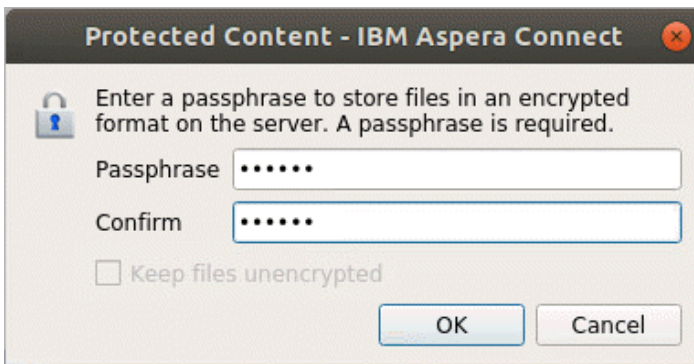 Protected Content - IBM Aspera Connect
Enter a passphrase to store files in an encrypted
format on the server. A passphrase is required.
Passphrase ••••••
Confirm ••••••
Keep files unencrypted
OK Cancel